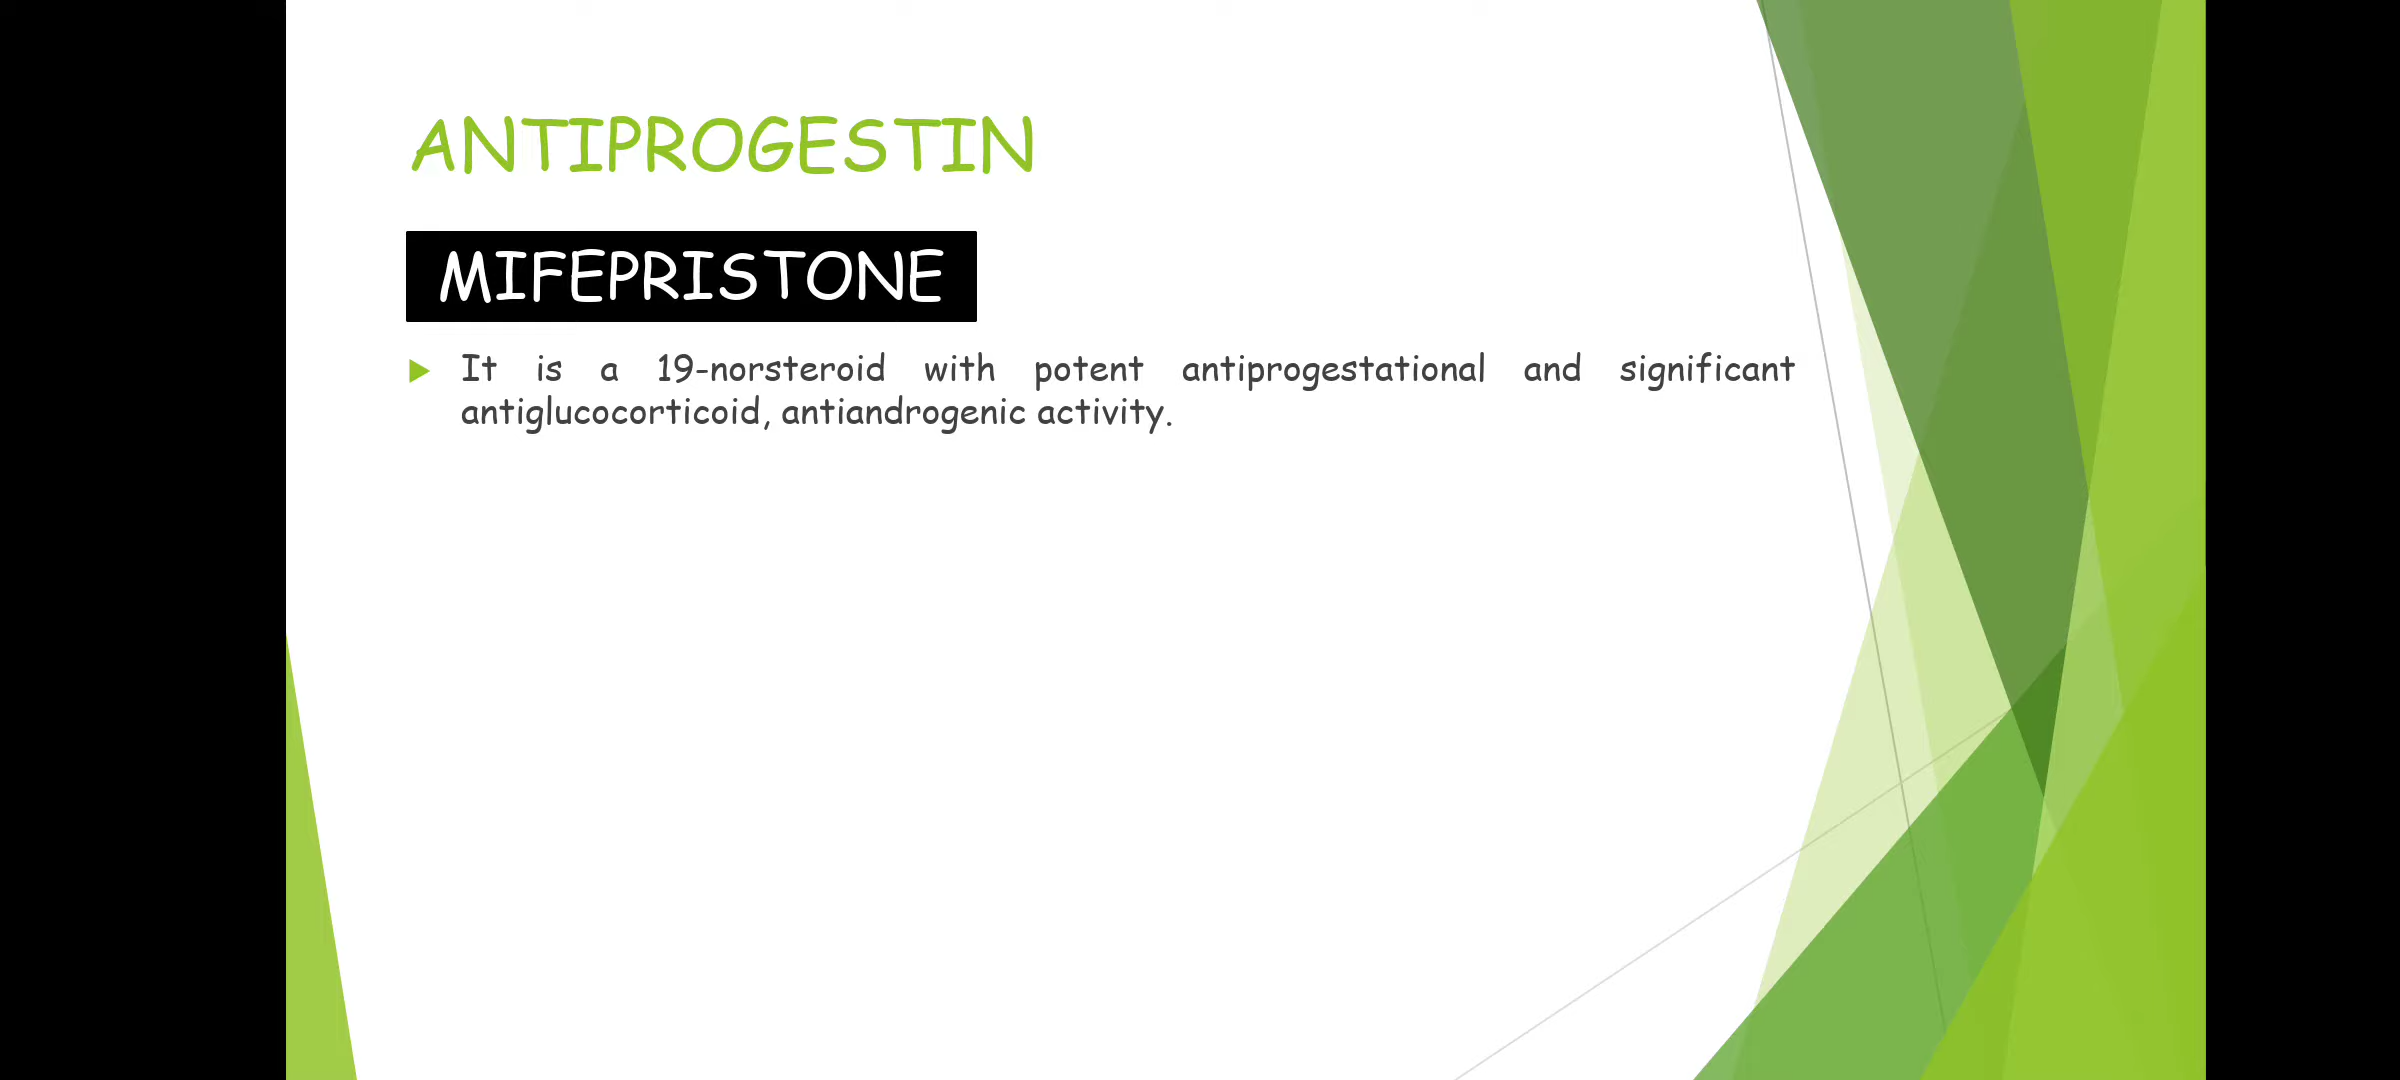 ANTIPROGESTIN
MIFEPRISTONE
It is a 19-norsteroid with potent antiprogestational and significant
antiglucocorticoid, antiandrogenic activity.